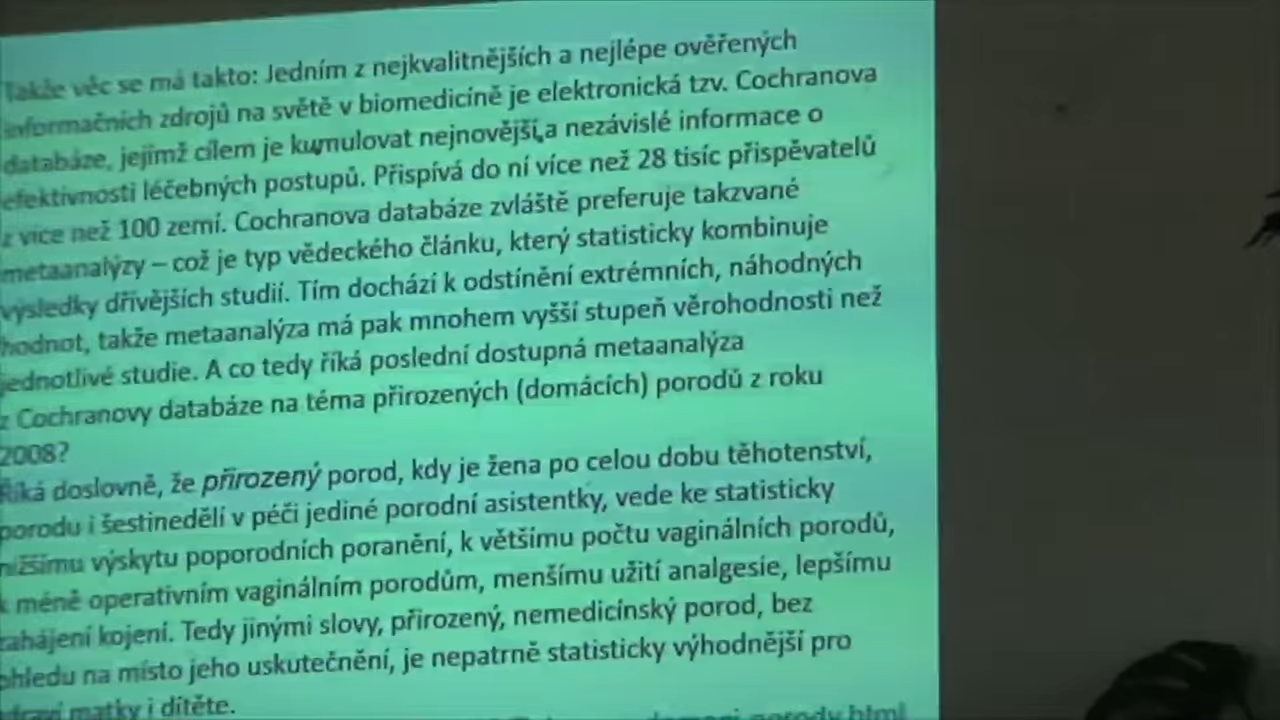 Takže věc se má takto: Jedním z nejkvalitnějších a nejlépe ověřených
informačních zdrojů na světě v biomedicíně je elektronická tzv. Cochranova
databáze, jejímž cílem je kumulovat nejnovější a nezávislé informace o
efektivnosti léčebných postupů. Přispívá do ní více než 28 tisíc přispěvatelů
z více než 100 zemí. Cochranova databáze zvláště preferuje takzvané
metaanalýzy – což je typ vědeckého článku, který statisticky kombinuje
výsledky dřívějších studií. Tím dochází k odstínění extrémních, náhodných
hodnot, takže metaanalýza má pak mnohem vyšší stupeň věrohodnosti než
jednotlivé studie. A co tedy říká poslední dostupná metaanalýza
z Cochranovy databáze na téma přirozených (domácích) porodů z roku
2008?
Říká doslovně, že přirozený porod, kdy je žena po celou dobu těhotenství,
porodu i šestinedělí v péči jediné porodní asistentky, vede ke statisticky
nižšímu výskytu poporodních poranění, k většímu počtu vaginálních porodů,
k méně operativním vaginálním porodům, menšímu užití analgesie, lepšímu
zahájení kojení. Tedy jinými slovy, přirozený, nemedicínský porod, bez
ohledu na místo jeho uskutečnění, je nepatrně statisticky výhodnější pro
zdraví matky i dítěte.